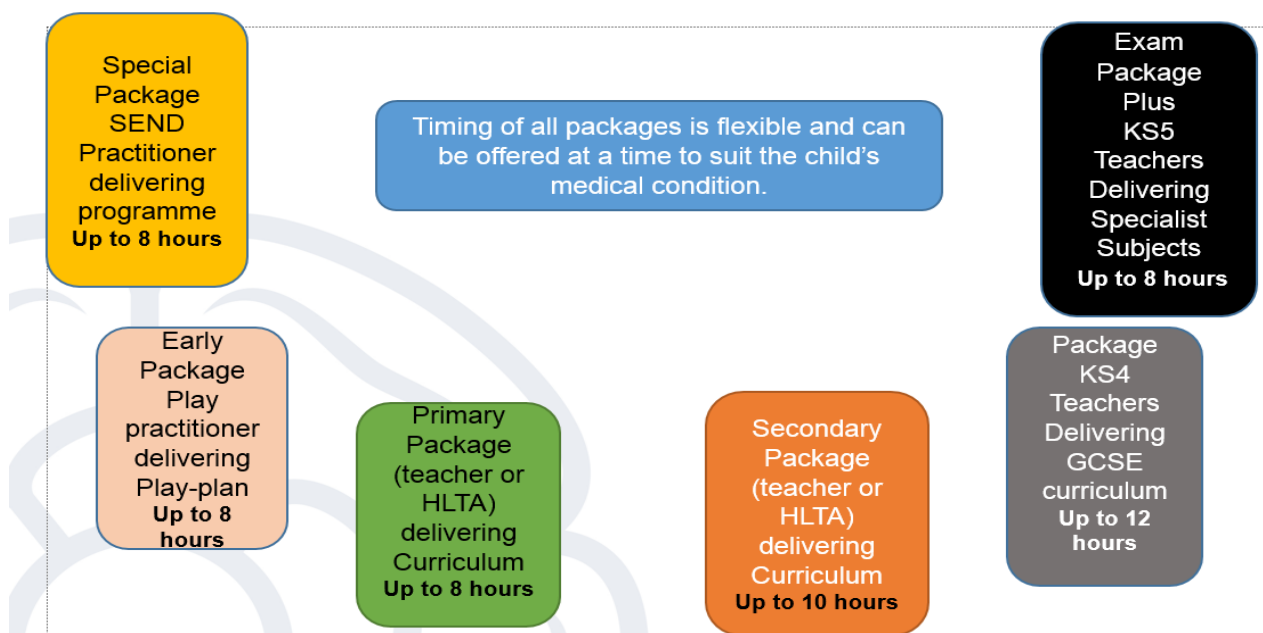 Special
Package
SEND
Practitioner
delivering
programme
Up to 8 hours
Timing of all packages is flexible and can
be offered at a time to suit the child's
medical condition.
Exam
Package
Plus
KS5
Teachers
Delivering
Specialist
Subjects
Up to 8 hours
Early
Package
Play
practitioner
delivering
Play-plan
Up to 8
hours
Primary
Package
(teacher or
HLTA)
delivering
Curriculum
Up to 8 hours
Secondary
Package
(teacher or
HLTA)
delivering
Curriculum
Up to 10 hours
Package
KS4
Teachers
Delivering
GCSE
curriculum
Up to 12
hours